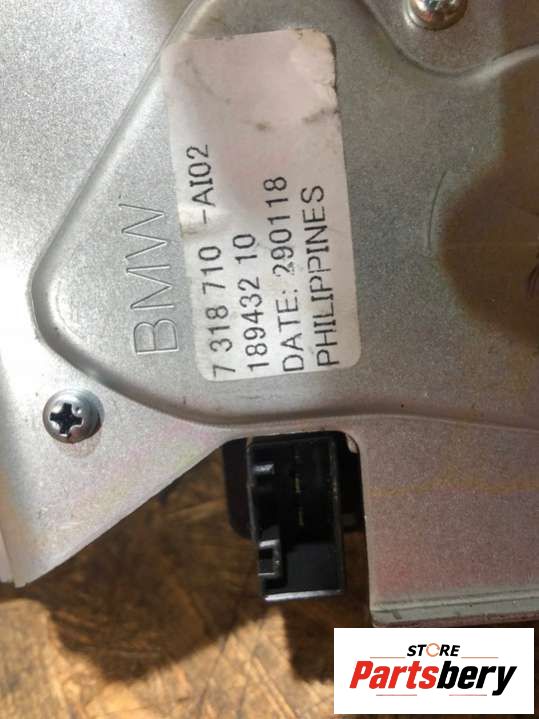 BMW
7 318 710 -AI02
189432 10
DATE: 290118
PHILIPPINES
STORE
Partsbery